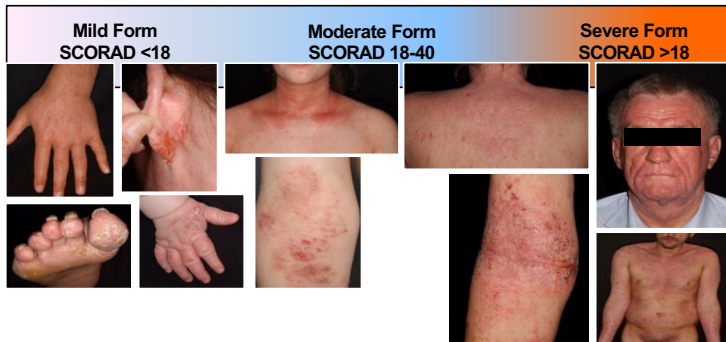 Mild Form
SCORAD <18
Moderate Form
SCORAD 18-40
Severe Form
SCORAD >18